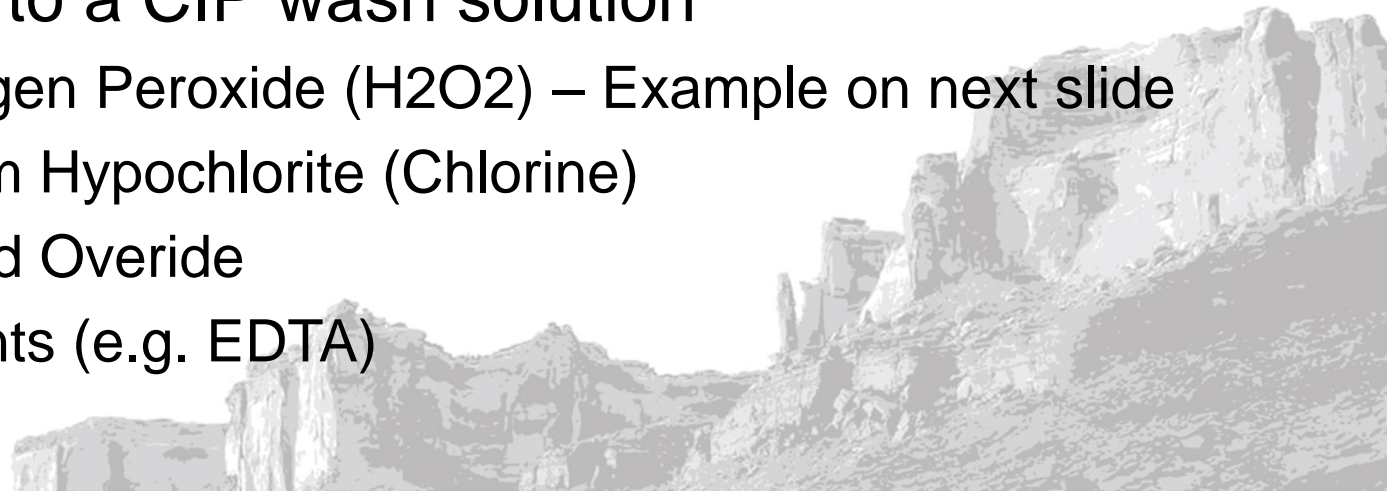 to a CIP wash solution
gen Peroxide (H2O2) – Example on next slide
m Hypochlorite (Chlorine)
d Overide
nts (e.g. EDTA)